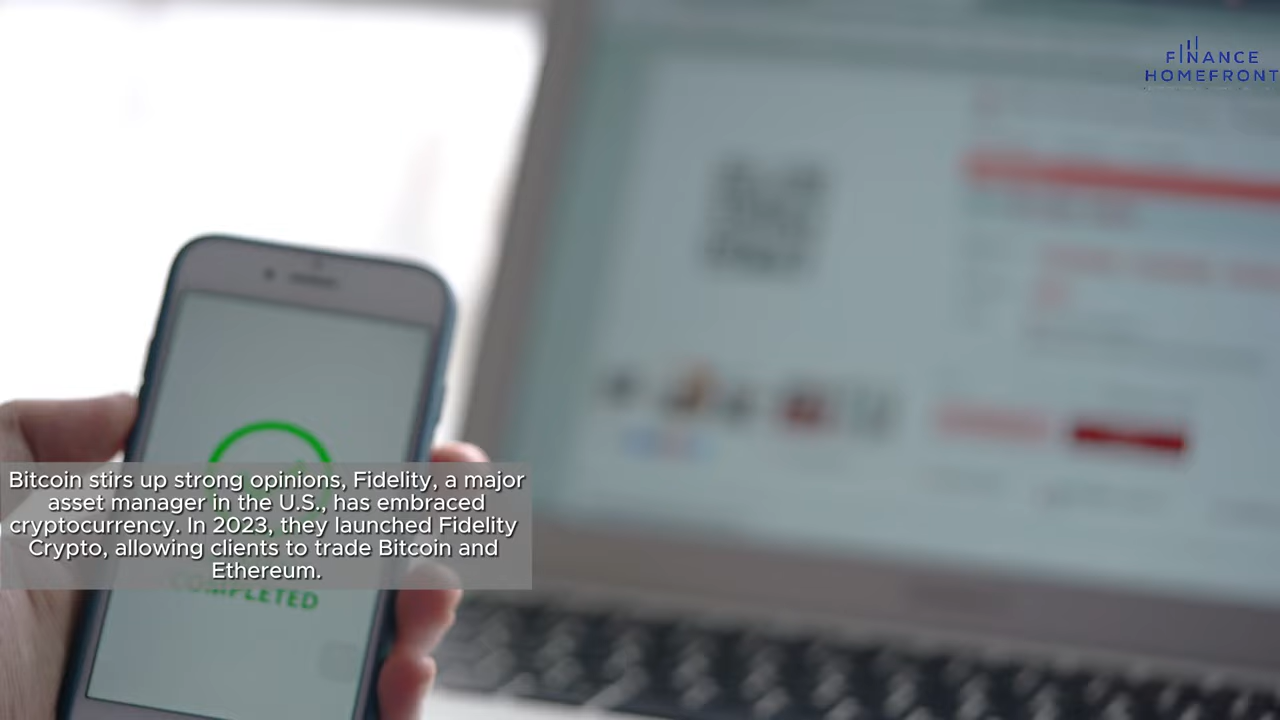 FINANCE
HOMEFRONT
Bitcoin stirs up strong opinions, Fidelity, a major
asset manager in the U.S., has embraced
cryptocurrency. In 2023, they launched Fidelity
Crypto, allowing clients to trade Bitcoin and
Ethereum.
COMPLETED